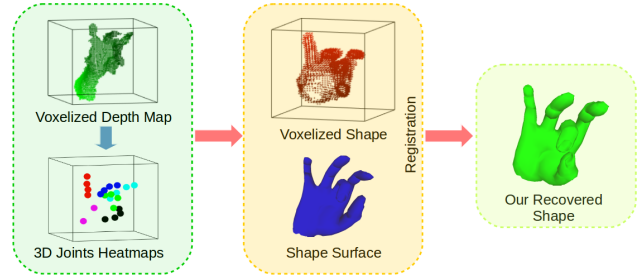 Voxelized Depth Map
3D Joints Heatmaps
Voxelized Shape
Shape Surface
Registration
Our Recovered
Shape